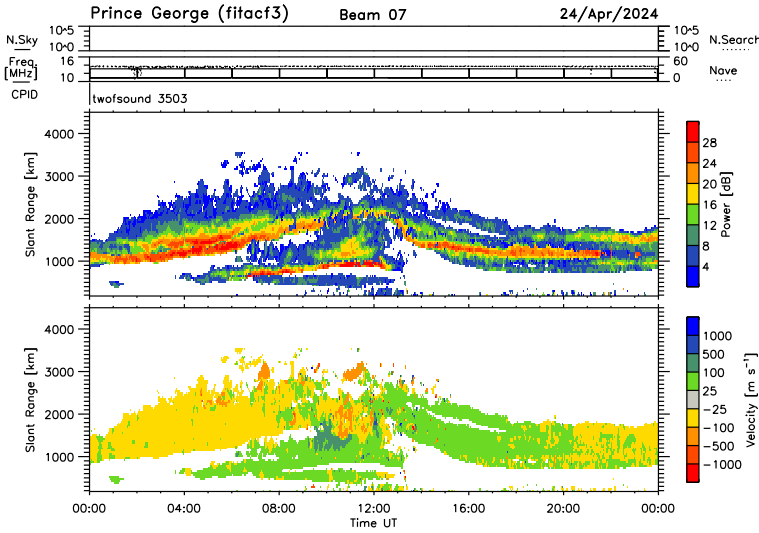 Prince George (fitacf3) Beam 07 24/Apr/2024
N.Sky 10^5 10^5 N.Search
10^0 10^0
Freq. 16 60
[MHz] 10 0 Nave
CPID twofsound 3503
Slant Range [km]
4000
3000
2000
1000
Power [dB]
28
24
20
16
12
8
4
Slant Range [km]
4000
3000
2000
1000
Velocity [m s⁻¹]
1000
500
100
25
−25
−100
−500
−1000
00:00 04:00 08:00 12:00 16:00 20:00 00:00
Time UT